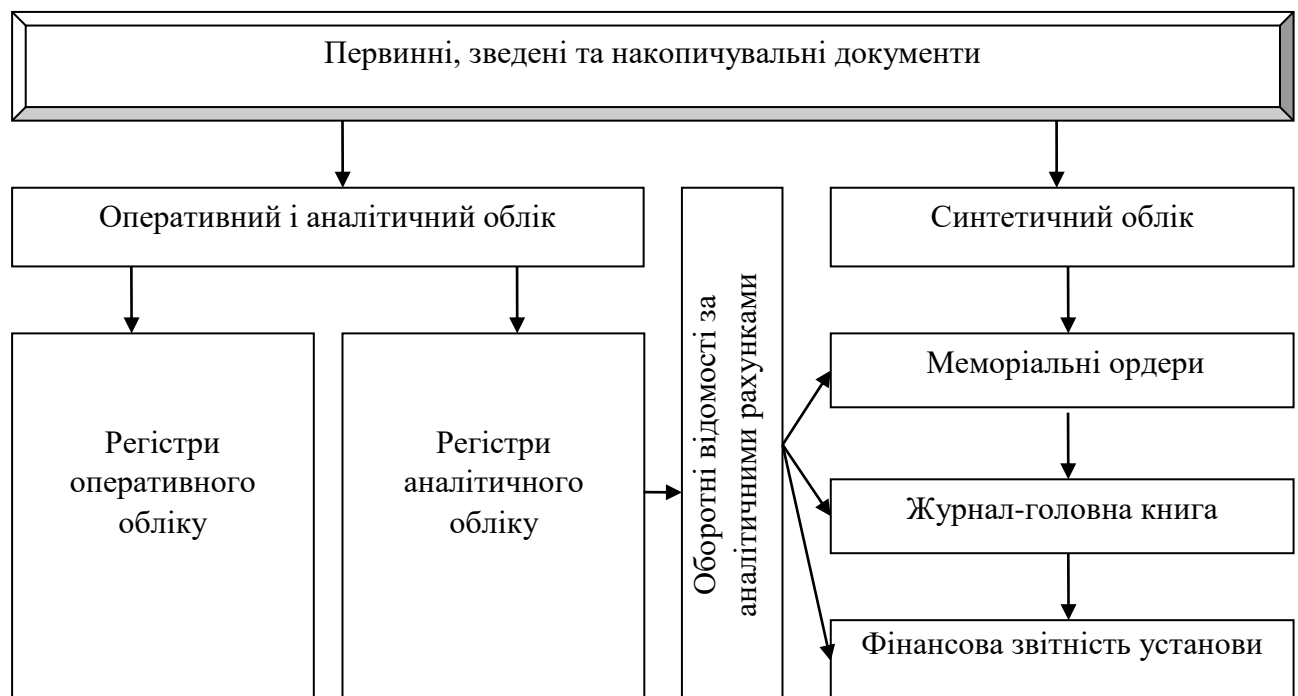 Первинні, зведені та накопичувальні документи
Оперативний і аналітичний облік
Синтетичний облік
Регістри
оперативного
обліку
Регістри
аналітичного
обліку
Оборотні відомості за
аналітичними рахунками
Меморіальні ордери
Журнал-головна книга
Фінансова звітність установи